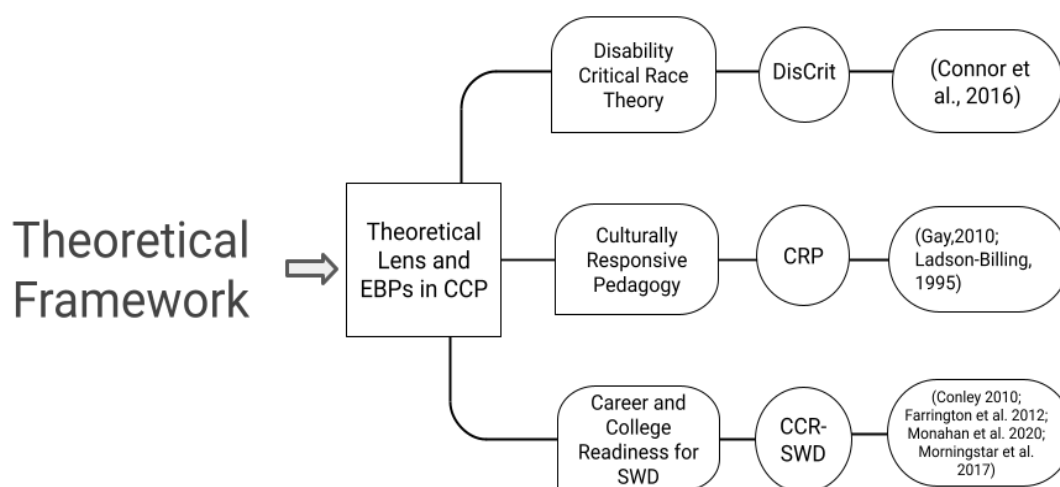 Theoretical
Framework
Theoretical
Lens and
EBPs in CCP
Disability
Critical Race
Theory
DisCrit
(Connor et
al., 2016)
Culturally
Responsive
Pedagogy
CRP
(Gay,2010;
Ladson-Billing,
1995)
Career and
College
Readiness for
SWD
CCR-
SWD
(Conley 2010;
Farrington et al. 2012;
Monahan et al. 2020;
Morningstar et al.
2017)